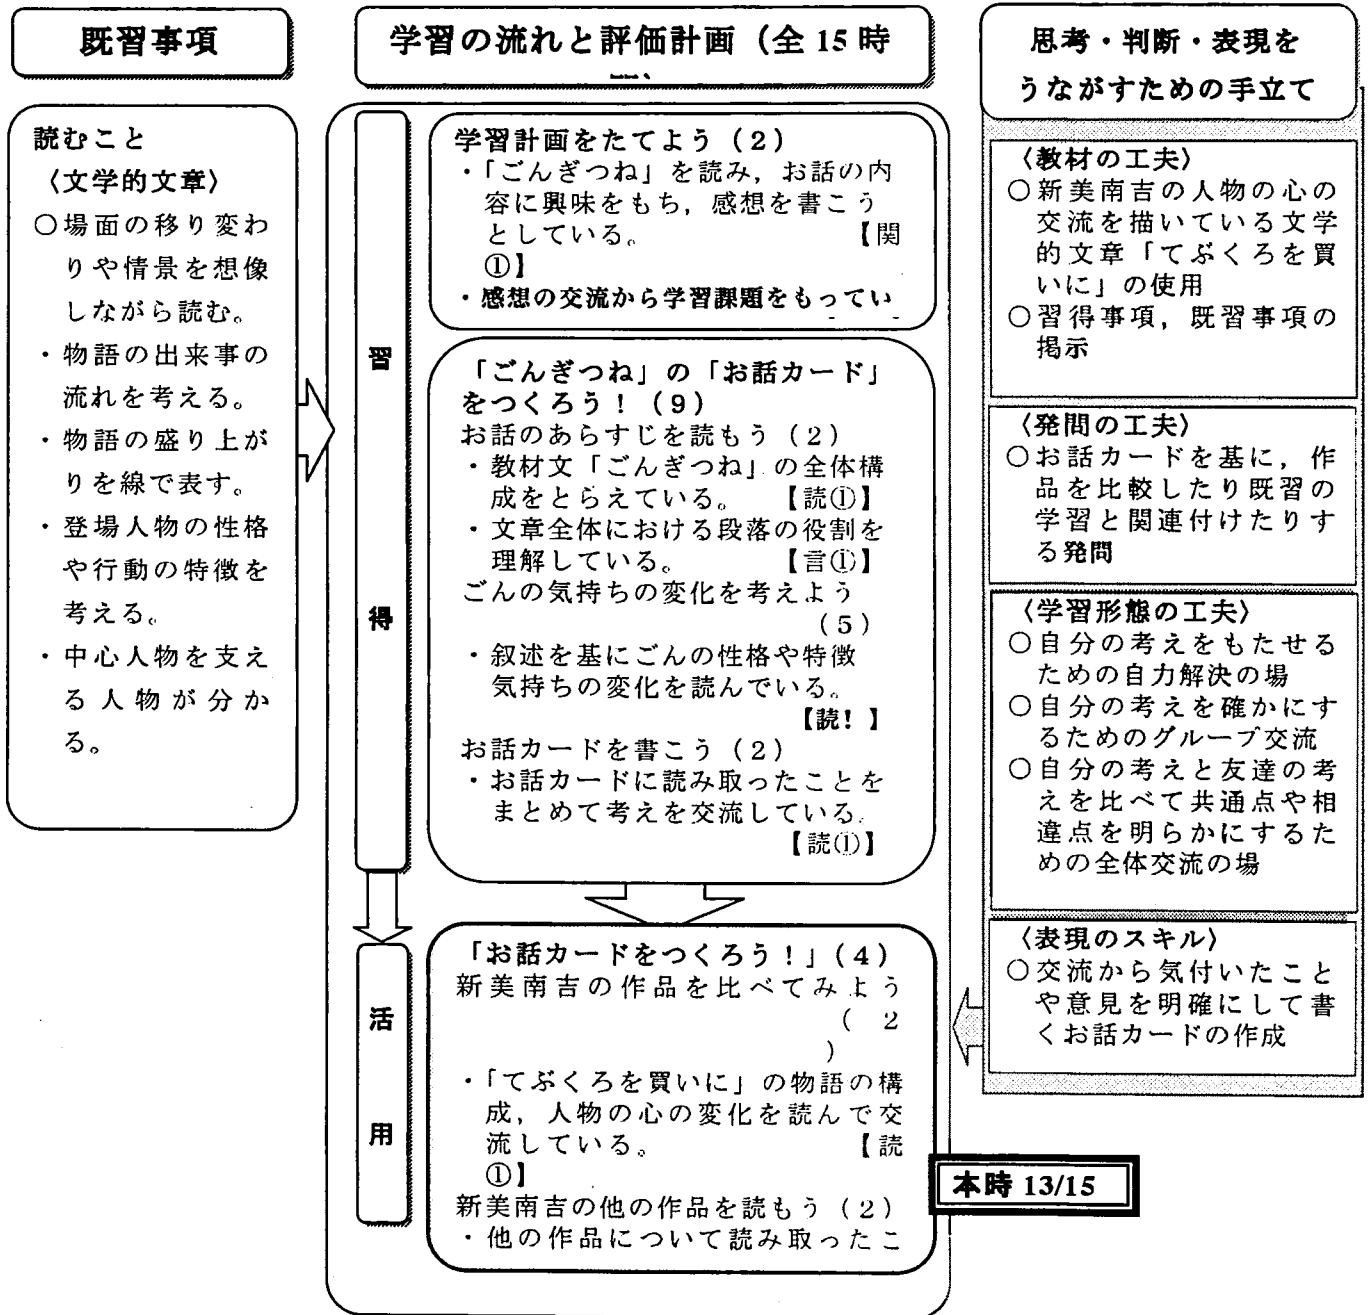 既習事項
読むこと
〈文学的文章〉
○場面の移り変わ
りや情景を想像
しながら読む。
・物語の出来事の
流れを考える。
・物語の盛り上が
りを線で表す。
・登場人物の性格
や行動の特徴を
考える。
・中心人物を支え
る人物が分か
る。
学習の流れと評価計画（全15時
習
得
活
用
学習計画をたてよう（2）
・「ごんぎつね」を読み，お話の内
容に興味をもち，感想を書こう
としている。　【関
①】
・感想の交流から学習課題をもってい
「ごんぎつね」の「お話カード」
をつくろう！（9）
お話のあらすじを読もう（2）
・教材文「ごんぎつね」の全体構
成をとらえている。　【読①】
・文章全体における段落の役割を
理解している。　【言①】
ごんの気持ちの変化を考えよう
（5）
・叙述を基にごんの性格や特徴
気持ちの変化を読んでいる。
【読！】
お話カードを書こう（2）
・お話カードに読み取ったことを
まとめて考えを交流している。
【読①】
「お話カードをつくろう！」（4）
新美南吉の作品を比べてみよう
（　2
）
・「てぶくろを買いに」の物語の構
成，人物の心の変化を読んで交
流している。　【読
①】
新美南吉の他の作品を読もう（2）
・他の作品について読み取ったこ
本時 13/15
思考・判断・表現を
うながすための手立て
〈教材の工夫〉
○新美南吉の人物の心の
交流を描いている文学
的文章「てぶくろを買
いに」の使用
○習得事項，既習事項の
掲示
〈発問の工夫〉
○お話カードを基に，作
品を比較したり既習の
学習と関連付けたりす
る発問
〈学習形態の工夫〉
○自分の考えをもたせる
ための自力解決の場
○自分の考えを確かにす
るためのグループ交流
○自分の考えと友達の考
えを比べて共通点や相
違点を明らかにするた
めの全体交流の場
〈表現のスキル〉
○交流から気付いたこと
や意見を明確にして書
くお話カードの作成